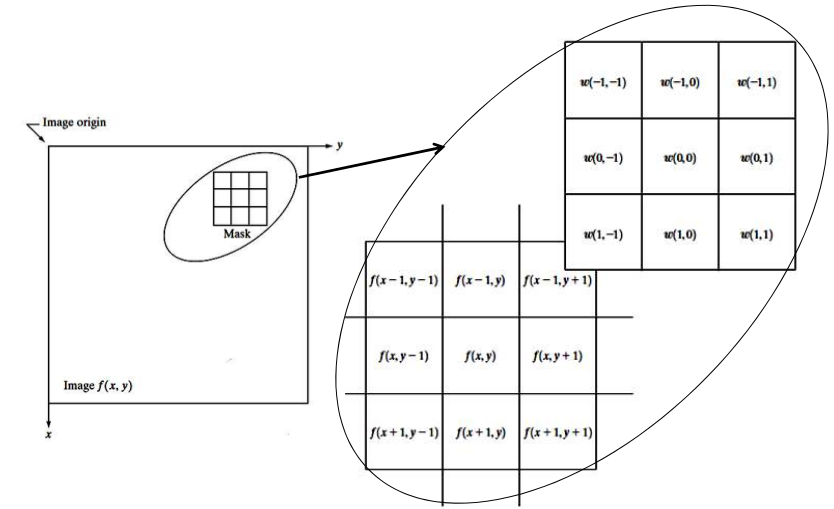 Image origin
y
Mask
Image f(x, y)
x
w(−1,−1) w(−1,0) w(−1,1)
w(0,−1) w(0,0) w(0,1)
w(1,−1) w(1,0) w(1,1)
f(x−1,y−1) f(x−1,y) f(x−1,y+1)
f(x,y−1) f(x,y) f(x,y+1)
f(x+1,y−1) f(x+1,y) f(x+1,y+1)